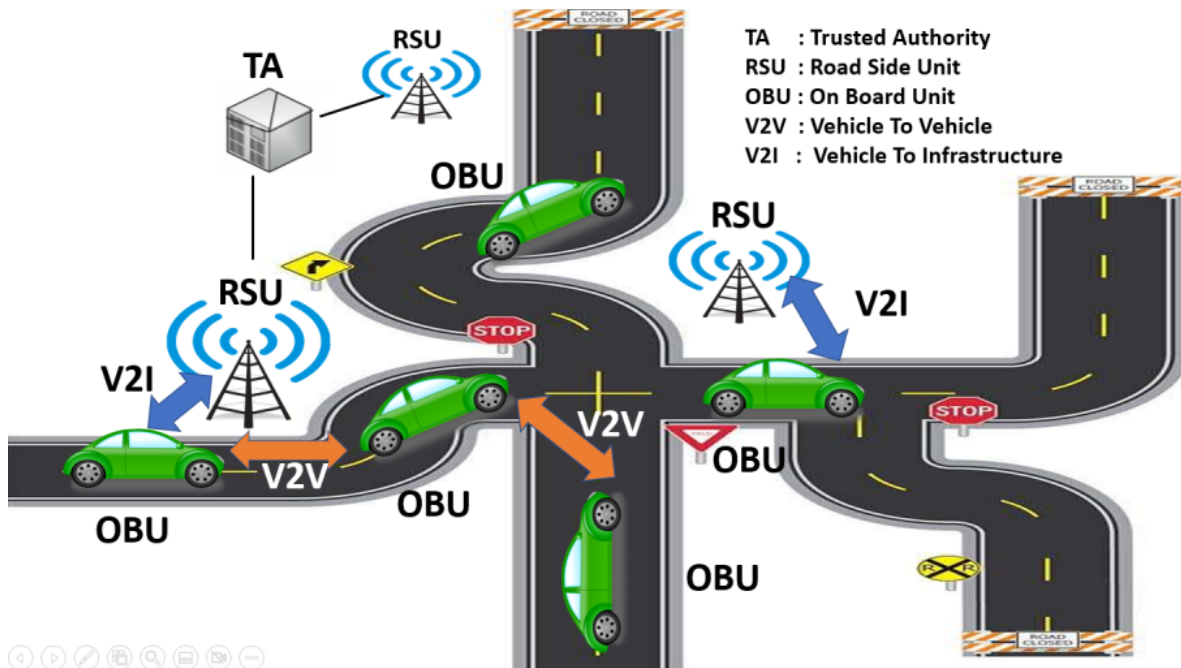 ROAD
CLOSED
RSU
TA
TA : Trusted Authority
RSU : Road Side Unit
OBU : On Board Unit
V2V : Vehicle To Vehicle
V2I : Vehicle To Infrastructure
OBU
ROAD
CLOSED
RSU
RSU
V2I
STOP
V2I
STOP
V2V
V2V
OBU
OBU
OBU
OBU
R R
ROAD
CLOSED